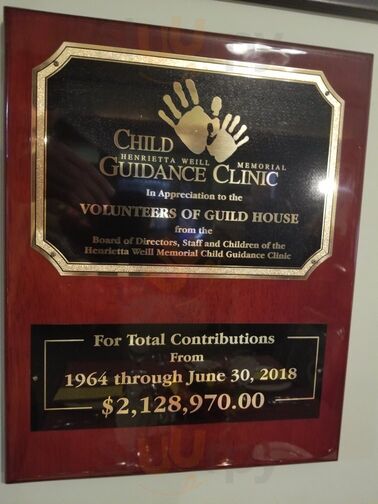 CHILD
HENRIETTA WEILL MEMORIAL
GUIDANCE CLINIC
In Appreciation to the
VOLUNTEERS OF GUILD HOUSE
from the
Board of Directors, Staff and Children of the
Henrietta Weill Memorial Child Guidance Clinic
For Total Contributions
From
1964 through June 30, 2018
$2,128,970.00